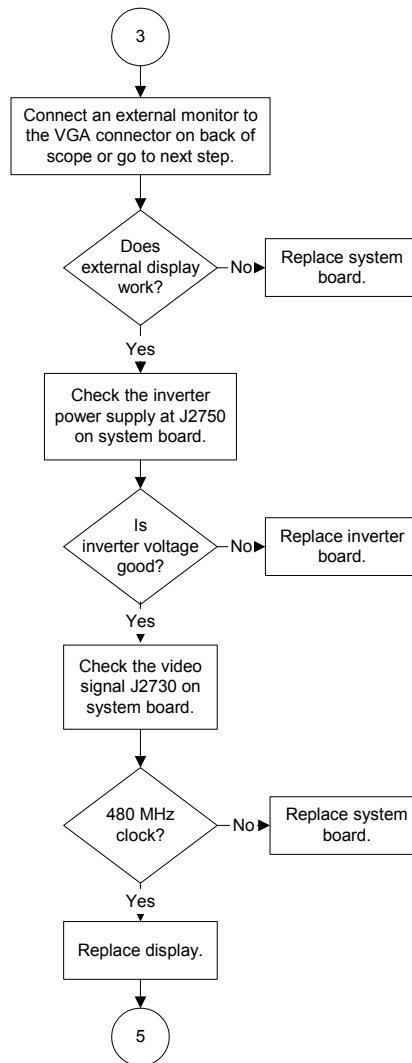 3
Connect an external monitor to
the VGA connector on back of
scope or go to next step.
Does
external display
work?
No
Replace system
board.
Yes
Check the inverter
power supply at J2750
on system board.
Is
inverter voltage
good?
No
Replace inverter
board.
Yes
Check the video
signal J2730 on
system board.
480 MHz
clock?
No
Replace system
board.
Yes
Replace display.
5